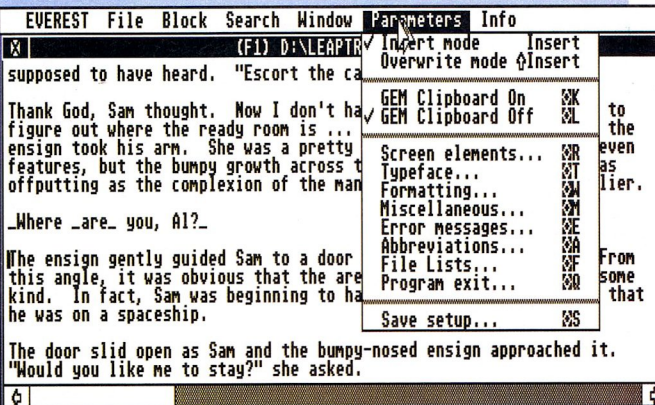 EVEREST File Block Search Window Parameters Info
(F1) D:\LEAPTR
supposed to have heard. "Escort the ca
Thank God, Sam thought. Now I don't ha
to
figure out where the ready room is ...
the
ensign took his arm. She was a pretty
even
features, but the bumpy growth across t
as
offputting as the complexion of the man
lier.
_Where _are_ you, Al?_
The ensign gently guided Sam to a door
From
this angle, it was obvious that the are
some
kind. In fact, Sam was beginning to ha
that
he was on a spaceship.
The door slid open as Sam and the bumpy-nosed ensign approached it.
"Would you like me to stay?" she asked.
✓ Insert mode Insert
Overwrite mode ⇧Insert
GEM Clipboard On K
✓ GEM Clipboard Off L
Screen elements... R
Typeface... T
Formatting... W
Miscellaneous... M
Error messages... E
Abbreviations... A
File Lists... F
Program exit... Q
Save setup... S